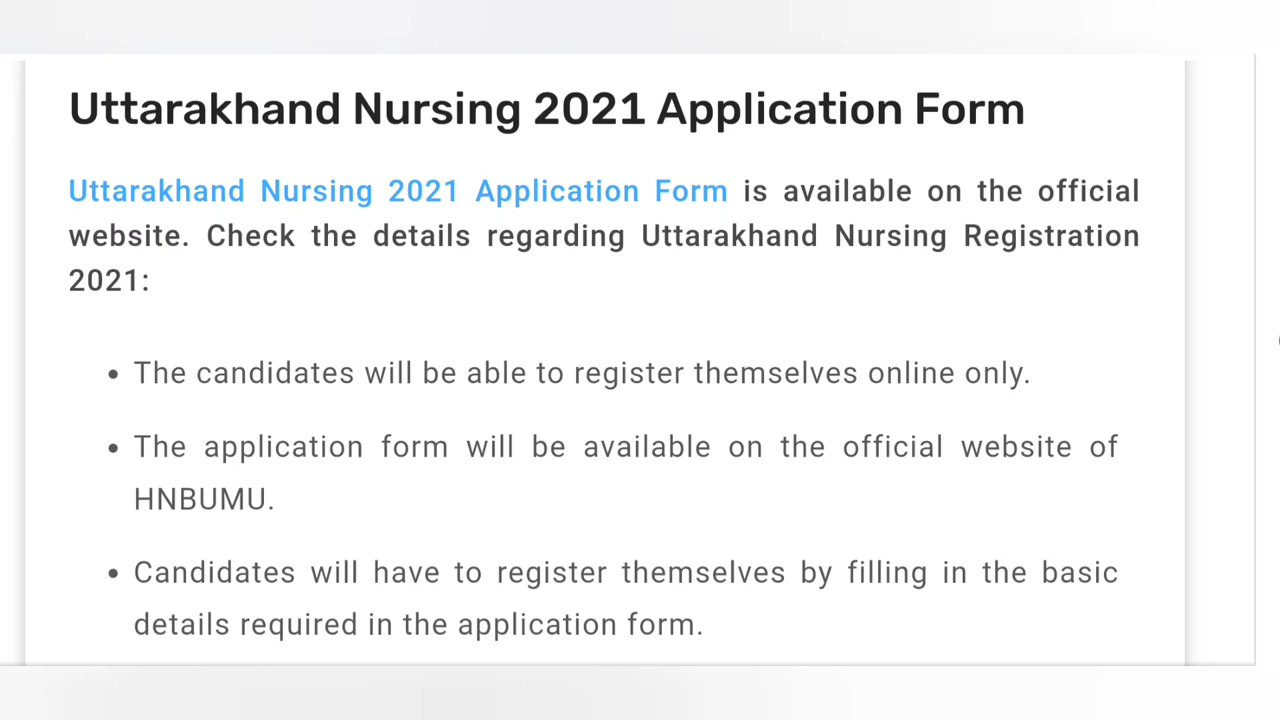 Uttarakhand Nursing 2021 Application Form
Uttarakhand Nursing 2021 Application Form is available on the official
website. Check the details regarding Uttarakhand Nursing Registration
2021:
• The candidates will be able to register themselves online only.
• The application form will be available on the official website of
HNBUMU.
• Candidates will have to register themselves by filling in the basic
details required in the application form.